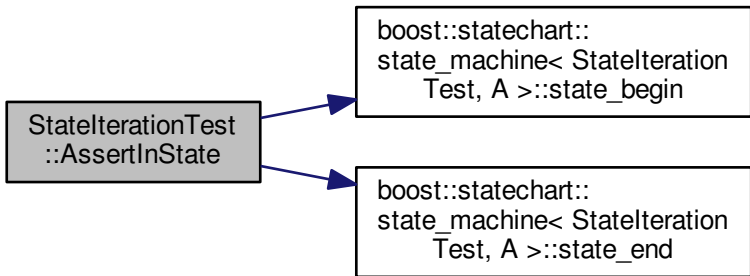 StateIterationTest
::AssertInState
boost::statechart::
state_machine< StateIteration
Test, A >::state_begin
boost::statechart::
state_machine< StateIteration
Test, A >::state_end